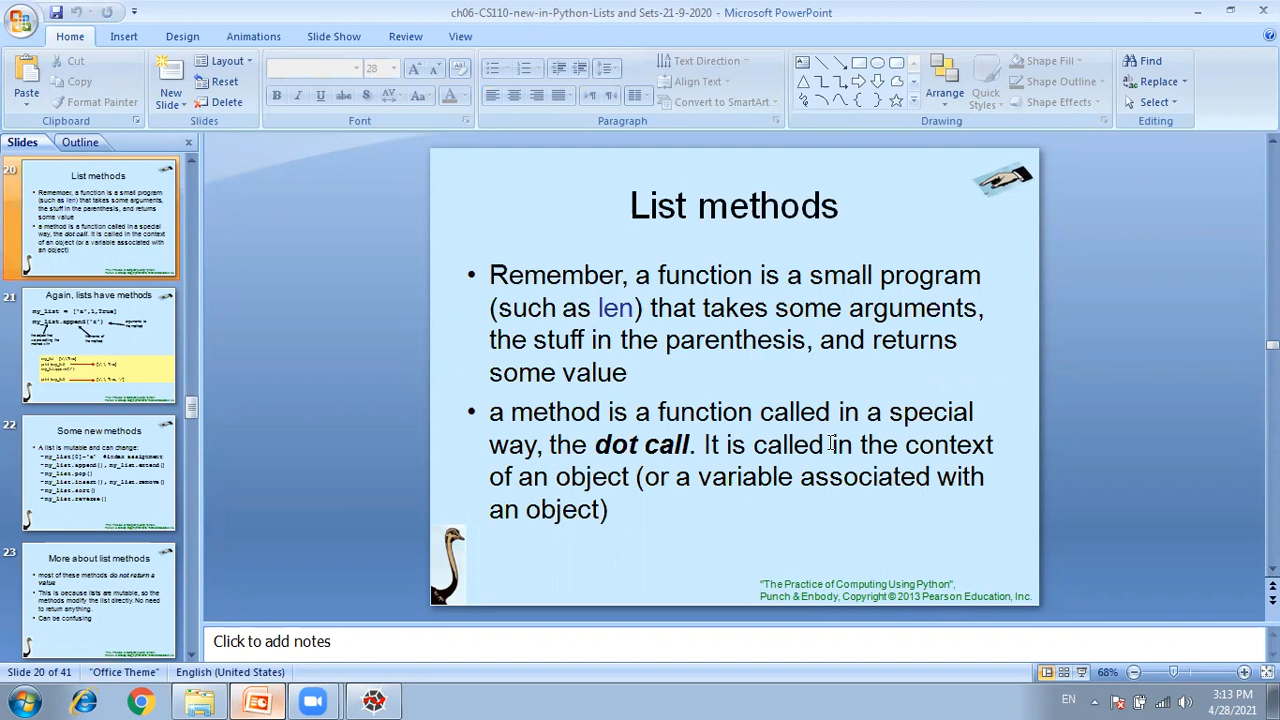 ch06-CS110-new-in-Python-Lists and Sets-21-9-2020 - Microsoft PowerPoint
Home Insert Design Animations Slide Show Review View
Cut Layout 28 Text Direction Shape Fill Find
Copy Reset Align Text Shape Outline Replace
Paste Format Painter New Slide Delete B I U abc S AV Aa A Convert to SmartArt Arrange Quick Styles Shape Effects Select
Clipboard Slides Font Paragraph Drawing Editing
Slides Outline
20
List methods
Remember, a function is a small program
(such as len) that takes some arguments,
the stuff in the parenthesis, and returns
some value
a method is a function called in a special
way, the dot call. It is called in the context
of an object (or a variable associated with
an object)
21
Again, lists have methods
my_list = ['a',1,True]
my_list.append('z')
22
Some new methods
A list is mutable and can change:
my_list[0]='a' #index assignment
my_list.append(), my_list.extend()
my_list.pop()
my_list.insert(), my_list.remove()
my_list.sort()
my_list.reverse()
23
More about list methods
most of these methods do not return a
value
This is because lists are mutable, so the
methods modify the list directly. No need
to return anything.
Can be confusing
List methods
• Remember, a function is a small program
(such as len) that takes some arguments,
the stuff in the parenthesis, and returns
some value
• a method is a function called in a special
way, the dot call. It is called in the context
of an object (or a variable associated with
an object)
"The Practice of Computing Using Python",
Punch & Enbody, Copyright © 2013 Pearson Education, Inc.
Click to add notes
Slide 20 of 41 "Office Theme" English (United States) 68%
EN 3:13 PM
4/28/2021